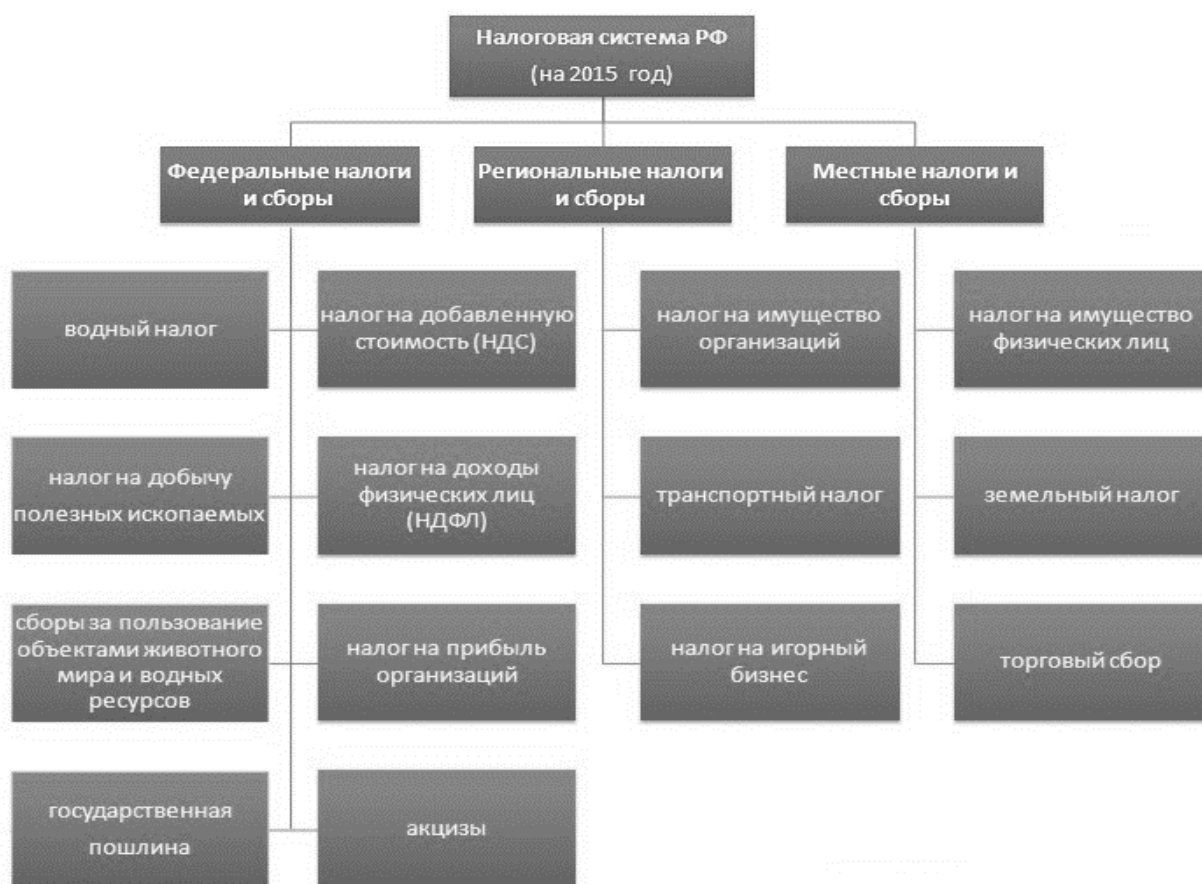 Налоговая система РФ
(на 2015 год)
Федеральные налоги
и сборы
Региональные налоги
и сборы
Местные налоги и
сборы
водный налог
налог на добавленную
стоимость (НДС)
налог на имущество
организаций
налог на имущество
физических лиц
налог на добычу
полезных ископаемых
налог на доходы
физических лиц
(НДФЛ)
транспортный налог
земельный налог
сборы за пользование
объектами животного
мира и водных
ресурсов
налог на прибыль
организаций
налог на игорный
бизнес
торговый сбор
государственная
пошлина
акцизы